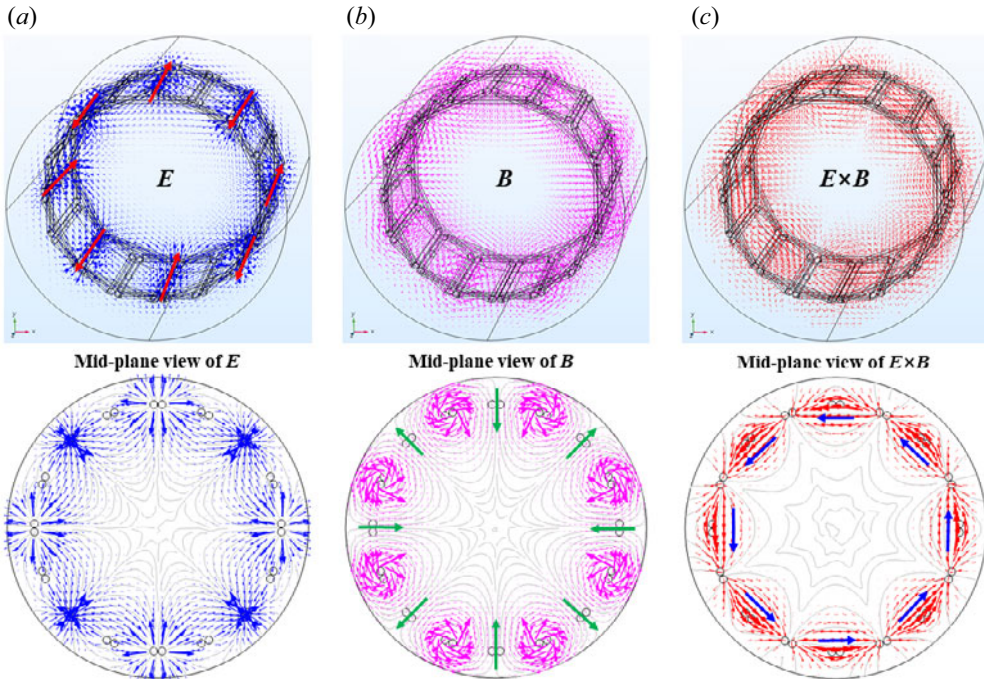 (a)
(b)
(c)
E
B
E×B
y
x
z
y
x
z
y
x
z
Mid-plane view of E
Mid-plane view of B
Mid-plane view of E×B